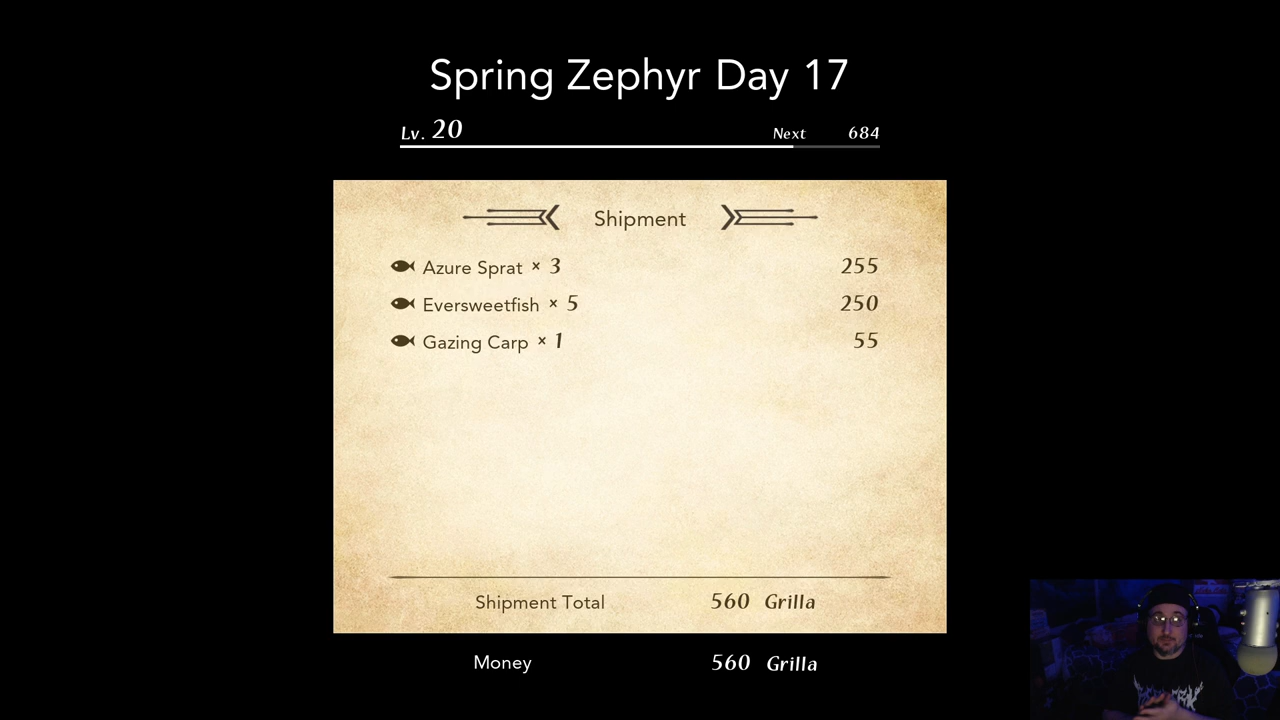 Spring Zephyr Day 17
Lv. 20 Next 684
Shipment
Azure Sprat × 3 255
Eversweetfish × 5 250
Gazing Carp × 1 55
Shipment Total 560 Grilla
Money 560 Grilla